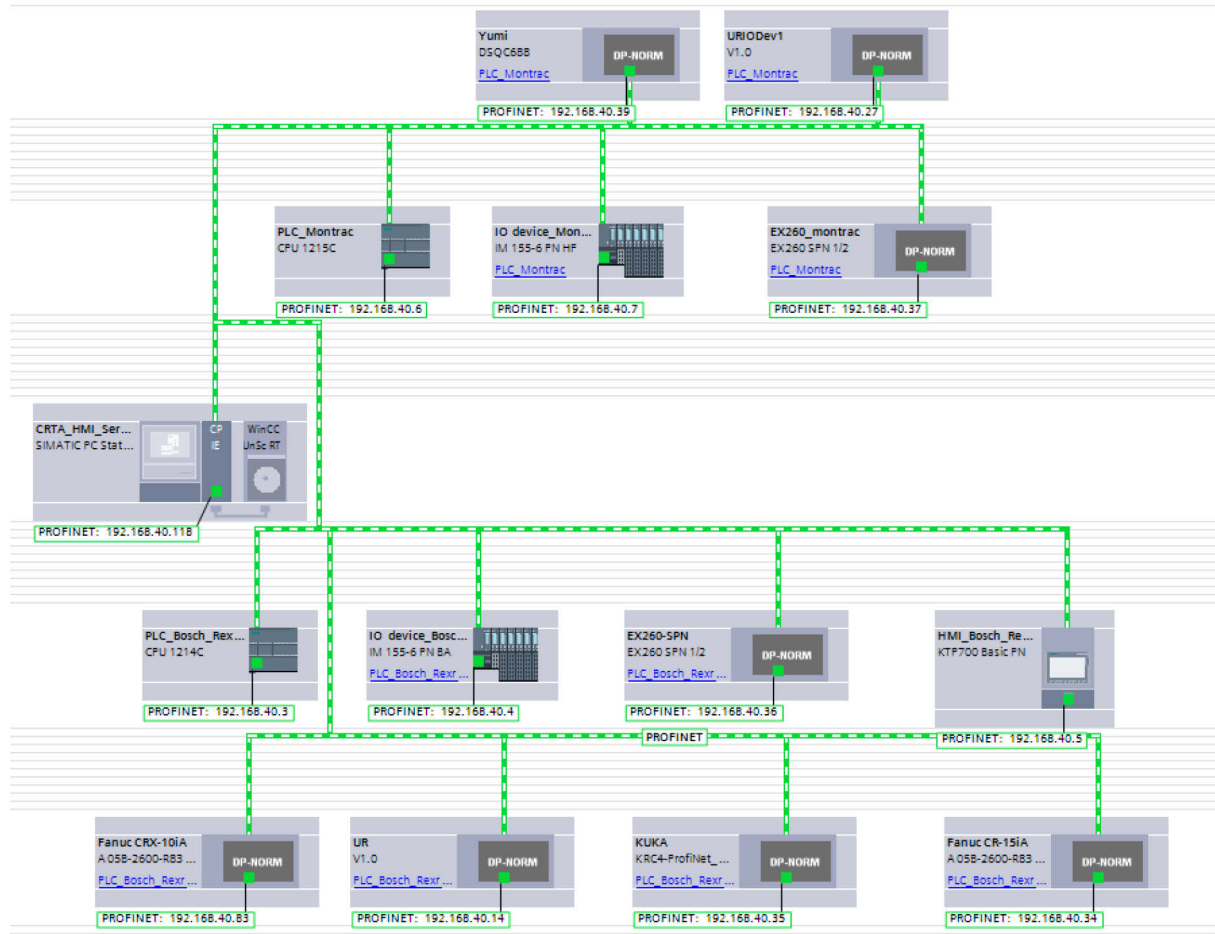 Yumi
DSQC688
DP-NORM
PLC_Montrac
PROFINET: 192.168.40.39
URIODev1
V1.0
DP-NORM
PLC_Montrac
PROFINET: 192.168.40.27
PLC_Montrac
CPU 1215C
PROFINET: 192.168.40.6
IO device_Mon...
IM 155-6 PN HF
PLC_Montrac
PROFINET: 192.168.40.7
EX260_montrac
EX260 SPN 1/2
DP-NORM
PLC_Montrac
PROFINET: 192.168.40.37
CRTA_HMI_Ser...
SIMATIC PC Stat...
CP
IE
WinCC
UnSc RT
PROFINET: 192.168.40.118
PLC_Bosch_Rex...
CPU 1214C
PROFINET: 192.168.40.3
IO device_Bosc...
IM 155-6 PN BA
PLC_Bosch_Rexr...
PROFINET: 192.168.40.4
EX260-SPN
EX260 SPN 1/2
DP-NORM
PLC_Bosch_Rexr...
PROFINET: 192.168.40.36
HMI_Bosch_Re...
KTP700 Basic PN
PROFINET: 192.168.40.5
PROFINET
Fanuc CRX-10iA
A05B-2600-R83 ...
DP-NORM
PLC_Bosch_Rexr...
PROFINET: 192.168.40.83
UR
V1.0
DP-NORM
PLC_Bosch_Rexr...
PROFINET: 192.168.40.14
KUKA
KRC4-ProfiNet_...
DP-NORM
PLC_Bosch_Rexr...
PROFINET: 192.168.40.35
Fanuc CR-15iA
A05B-2600-R83 ...
DP-NORM
PLC_Bosch_Rexr...
PROFINET: 192.168.40.34